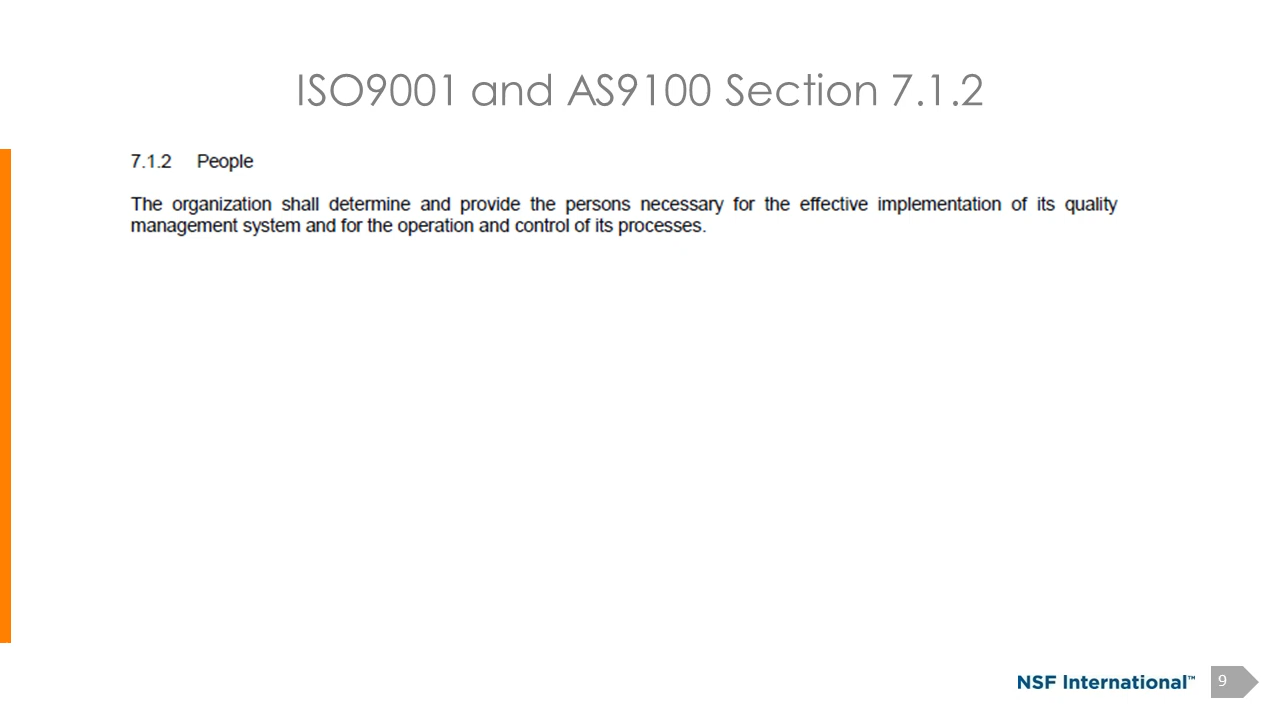 ISO9001 and AS9100 Section 7.1.2
7.1.2 People
The organization shall determine and provide the persons necessary for the effective implementation of its quality
management system and for the operation and control of its processes.
NSF International™
9